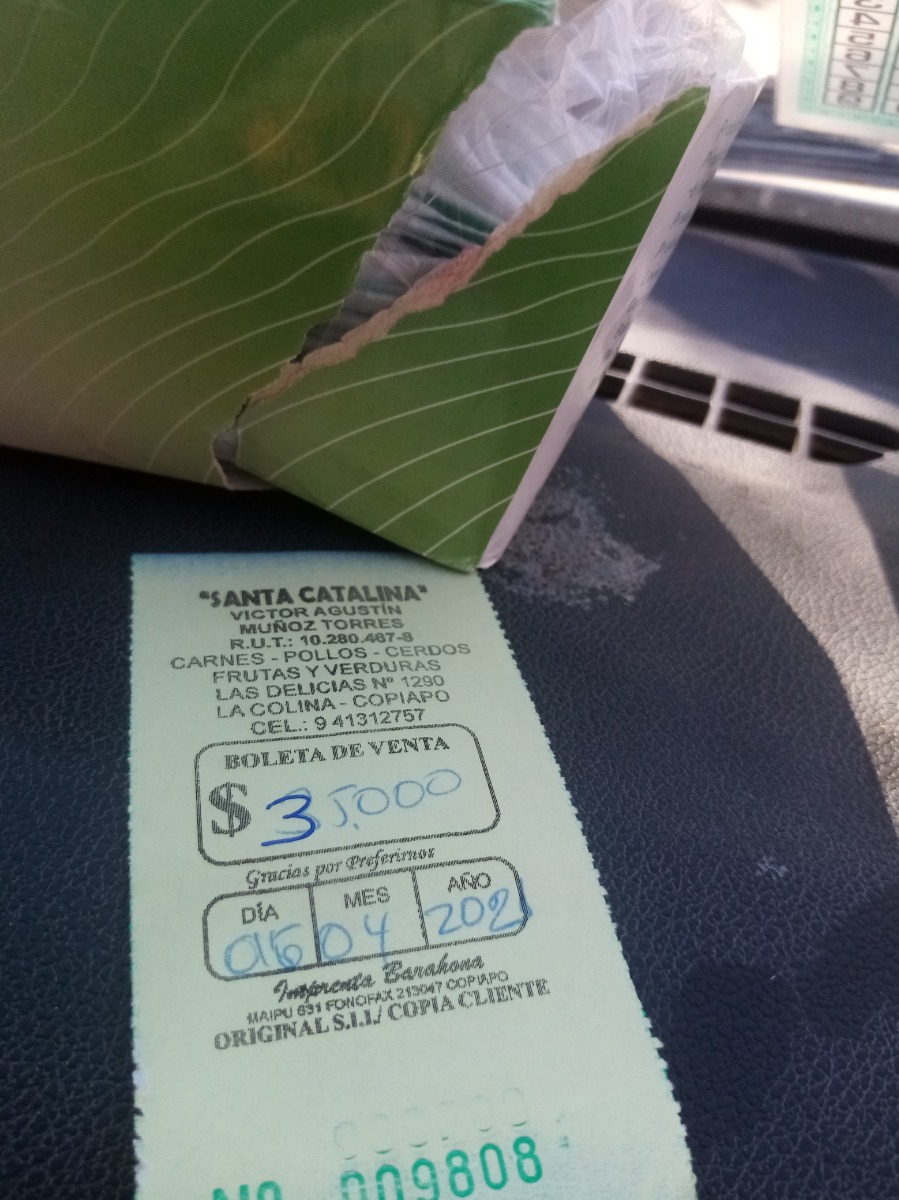 "SANTA CATALINA"
VICTOR AGUSTÍN
MUÑOZ TORRES
R.U.T.: 10.280.467-8
CARNES - POLLOS - CERDOS
FRUTAS Y VERDURAS
LAS DELICIAS Nº 1290
LA COLINA - COPIAPO
CEL.: 9 41312757
BOLETA DE VENTA
$ 35.000
Gracias por Preferirnos
DÍA MES AÑO
05 04 2021
Imprenta Barahona
MAIPU 631 FONOFAX 213047 COPIAPO
ORIGINAL S.I.I./ COPIA CLIENTE
Nº 009808